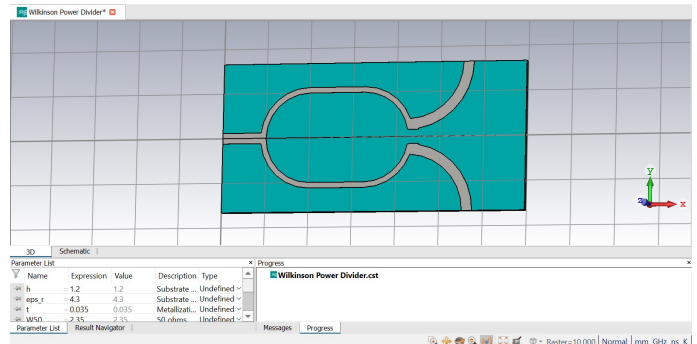 Wilkinson Power Divider*
y
z
x
3D Schematic
Parameter List
Name Expression Value Description Type
h = 1.2 1.2 Substrate ... Undefined
eps_r = 4.3 4.3 Substrate ... Undefined
t = 0.035 0.035 Metallizati... Undefined
W50 = 2.35 2.35 50 ohms Undefined
Parameter List Result Navigator
Progress
Wilkinson Power Divider.cst
Messages Progress
Raster=10.000 Normal mm GHz ns K